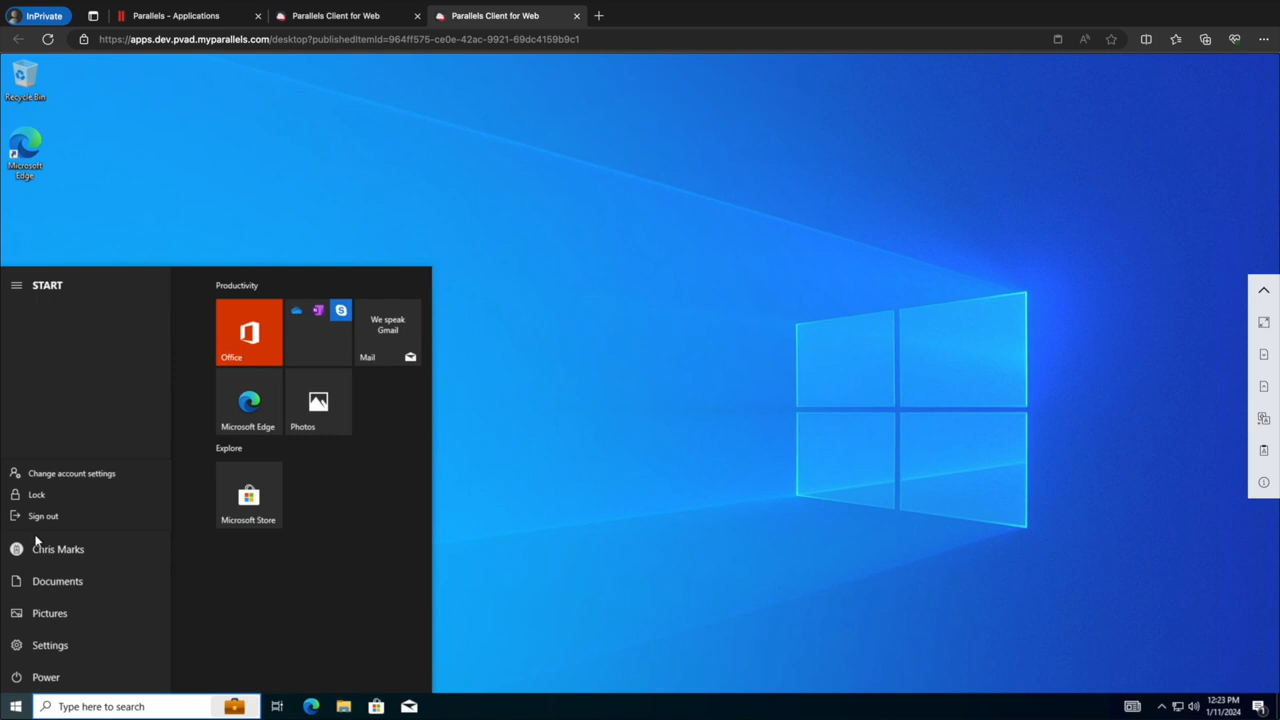 InPrivate
Parallels - Applications
Parallels Client for Web
Parallels Client for Web
https://apps.dev.pvad.myparallels.com/desktop?publishedItemId=964ff575-ce0e-42ac-9921-69dc4159b9c1
Recycle Bin
Microsoft
Edge
START
Change account settings
Lock
Sign out
Chris Marks
Documents
Pictures
Settings
Power
Productivity
Office
We speak
Gmail
Mail
Microsoft Edge
Photos
Explore
Microsoft Store
Type here to search
12:23 PM
1/11/2024